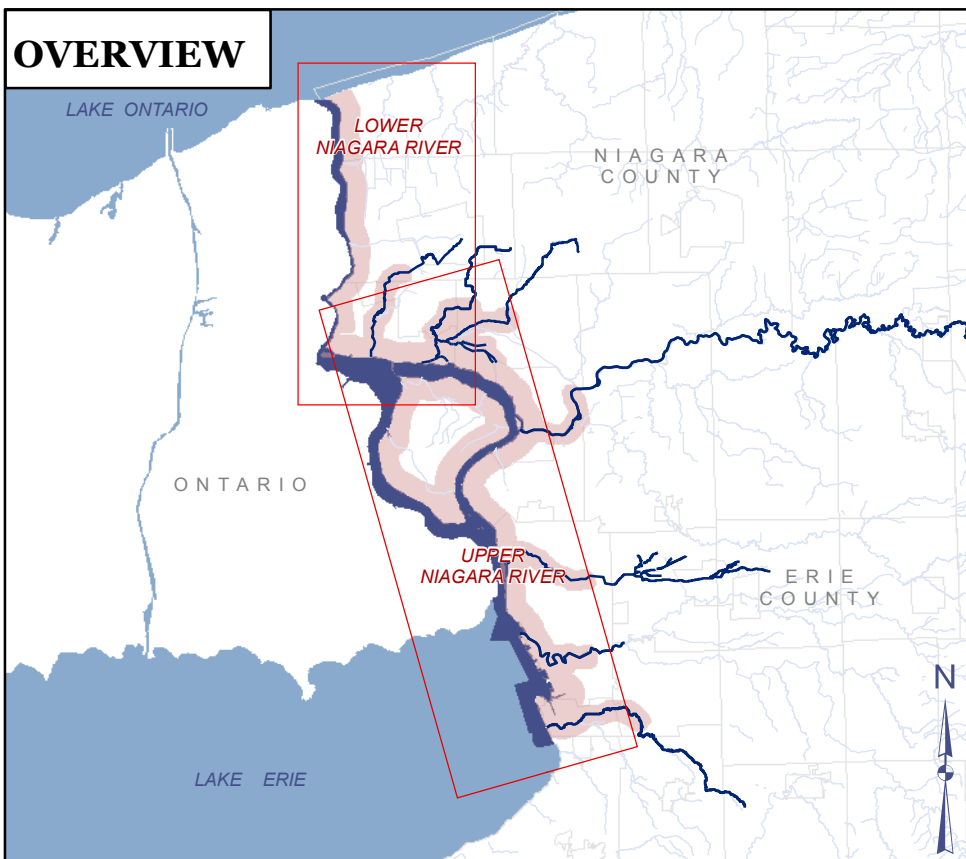 OVERVIEW
LAKE ONTARIO
LOWER
NIAGARA RIVER
NIAGARA
COUNTY
ONTARIO
UPPER
NIAGARA RIVER
ERIE
COUNTY
N
LAKE ERIE